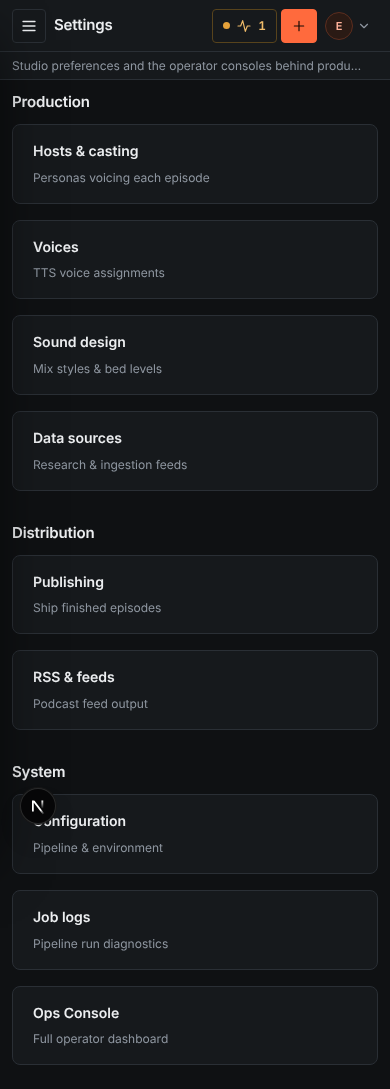 Settings
1
+
E
Studio preferences and the operator consoles behind produ...
Production
Hosts & casting
Personas voicing each episode
Voices
TTS voice assignments
Sound design
Mix styles & bed levels
Data sources
Research & ingestion feeds
Distribution
Publishing
Ship finished episodes
RSS & feeds
Podcast feed output
System
N
Configuration
Pipeline & environment
Job logs
Pipeline run diagnostics
Ops Console
Full operator dashboard